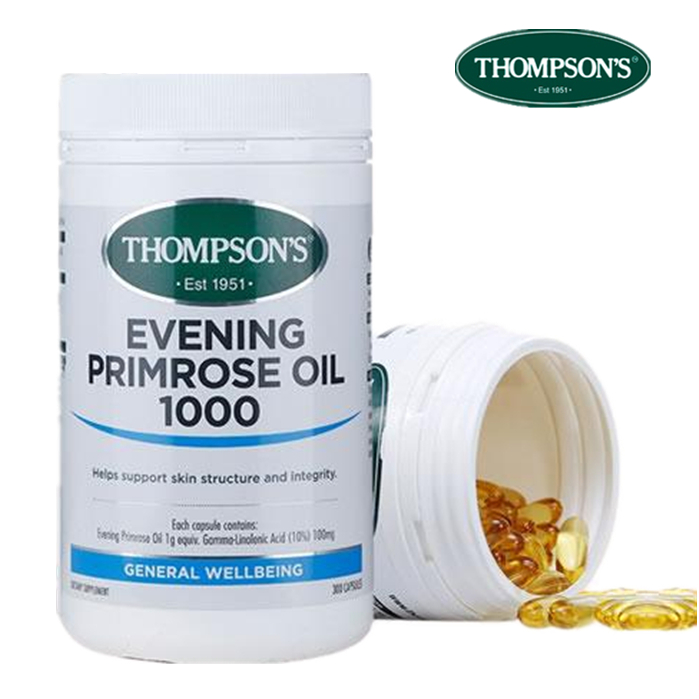 THOMPSON'S®
• Est 1951 •
THOMPSON'S®
• Est 1951 •
EVENING
PRIMROSE OIL
1000
Helps support skin structure and integrity.
Each capsule contains:
Evening Primrose Oil 1g equiv. Gamma-Linolenic Acid (10%) 100mg
GENERAL WELLBEING
DIETARY SUPPLEMENT
300 CAPSULES